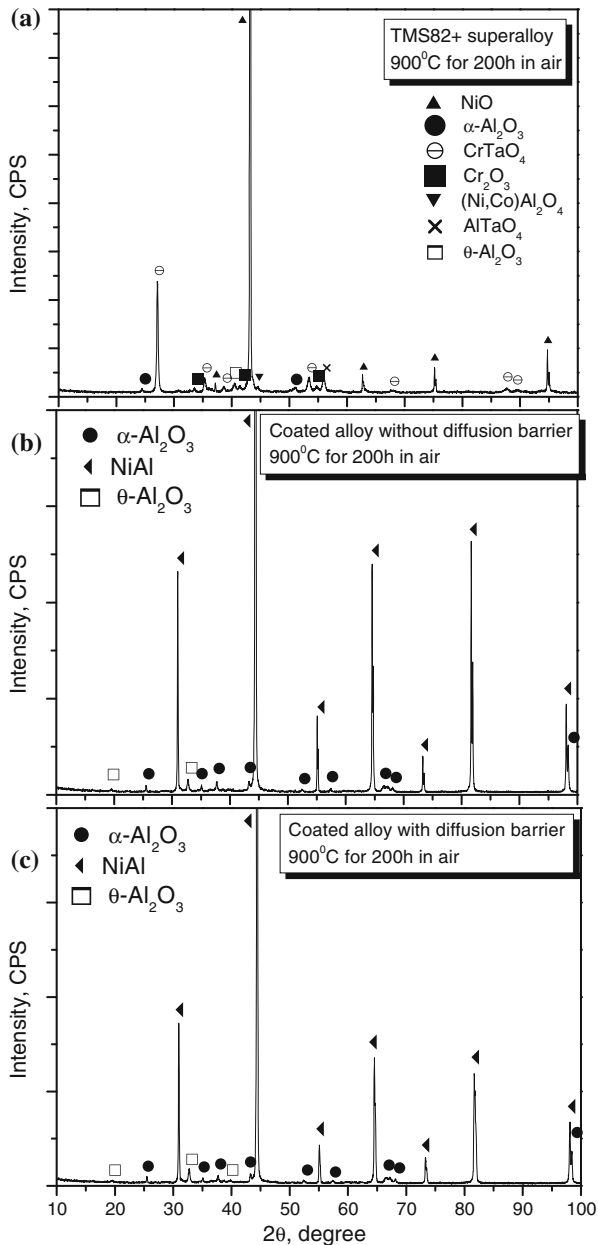 (a)
TMS82+ superalloy
900⁰C for 200h in air
NiO
α-Al₂O₃
CrTaO₄
Cr₂O₃
(Ni,Co)Al₂O₄
AlTaO₄
θ-Al₂O₃
Intensity, CPS
(b)
Coated alloy without diffusion barrier
900⁰C for 200h in air
α-Al₂O₃
NiAl
θ-Al₂O₃
Intensity, CPS
(c)
Coated alloy with diffusion barrier
900⁰C for 200h in air
α-Al₂O₃
NiAl
θ-Al₂O₃
Intensity, CPS
10 20 30 40 50 60 70 80 90 100
2θ, degree